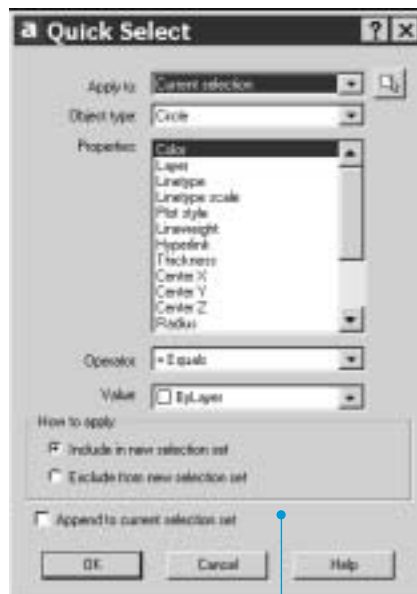 a Quick Select ? ×
Apply to: Current selection
Object type: Circle
Properties: Color
Layer
Linetype
Linetype scale
Plot style
Lineweight
Hyperlink
Thickness
Center X
Center Y
Center Z
Radius
Operator: = Equals
Value: ByLayer
How to apply:
Include in new selection set
Exclude from new selection set
Append to current selection set
OK Cancel Help